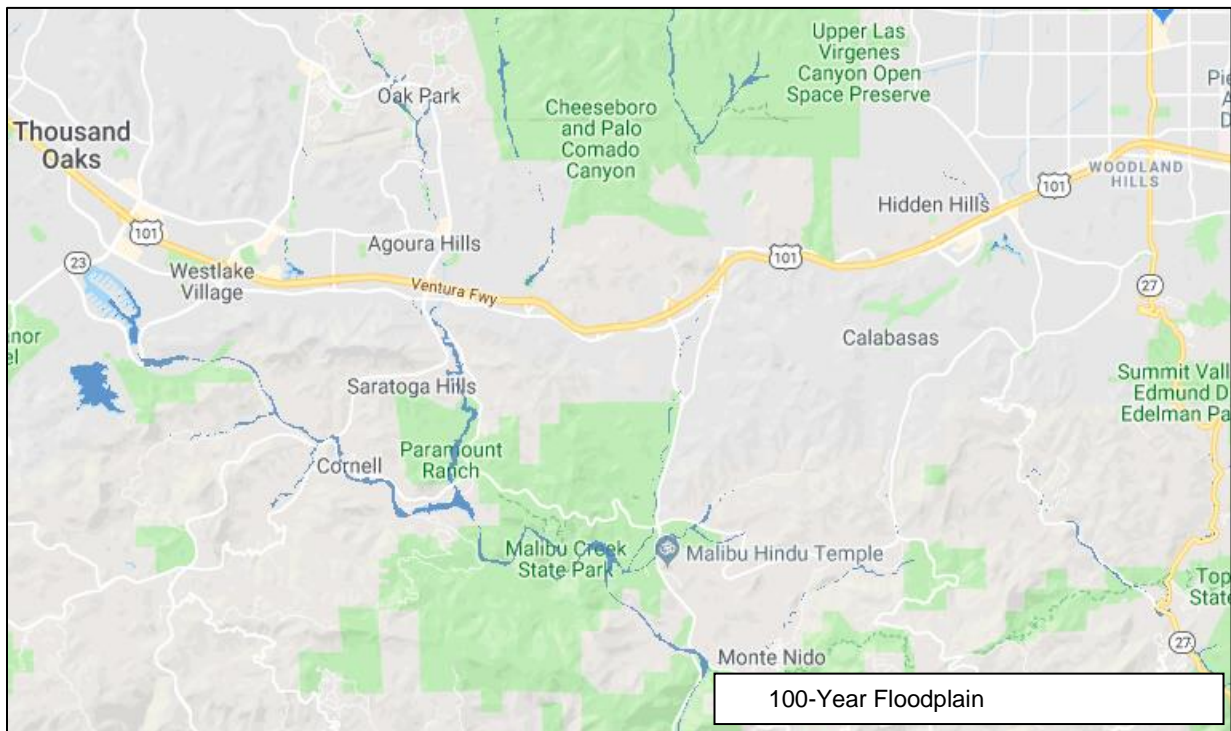 Upper Las
Virgenes
Canyon Open
Space Preserve
Oak Park
Cheeseboro
and Palo
Comado
Canyon
Thousand
Oaks
101
WOODLAND
HILLS
101
Hidden Hills
Agoura Hills
101
23
Westlake
Village
Ventura Fwy
27
Calabasas
Saratoga Hills
Summit Vall
Edmund D
Edelman Pa
Paramount
Ranch
Cornell
Malibu Creek
State Park
Malibu Hindu Temple
Top
State
27
Monte Nido
100-Year Floodplain